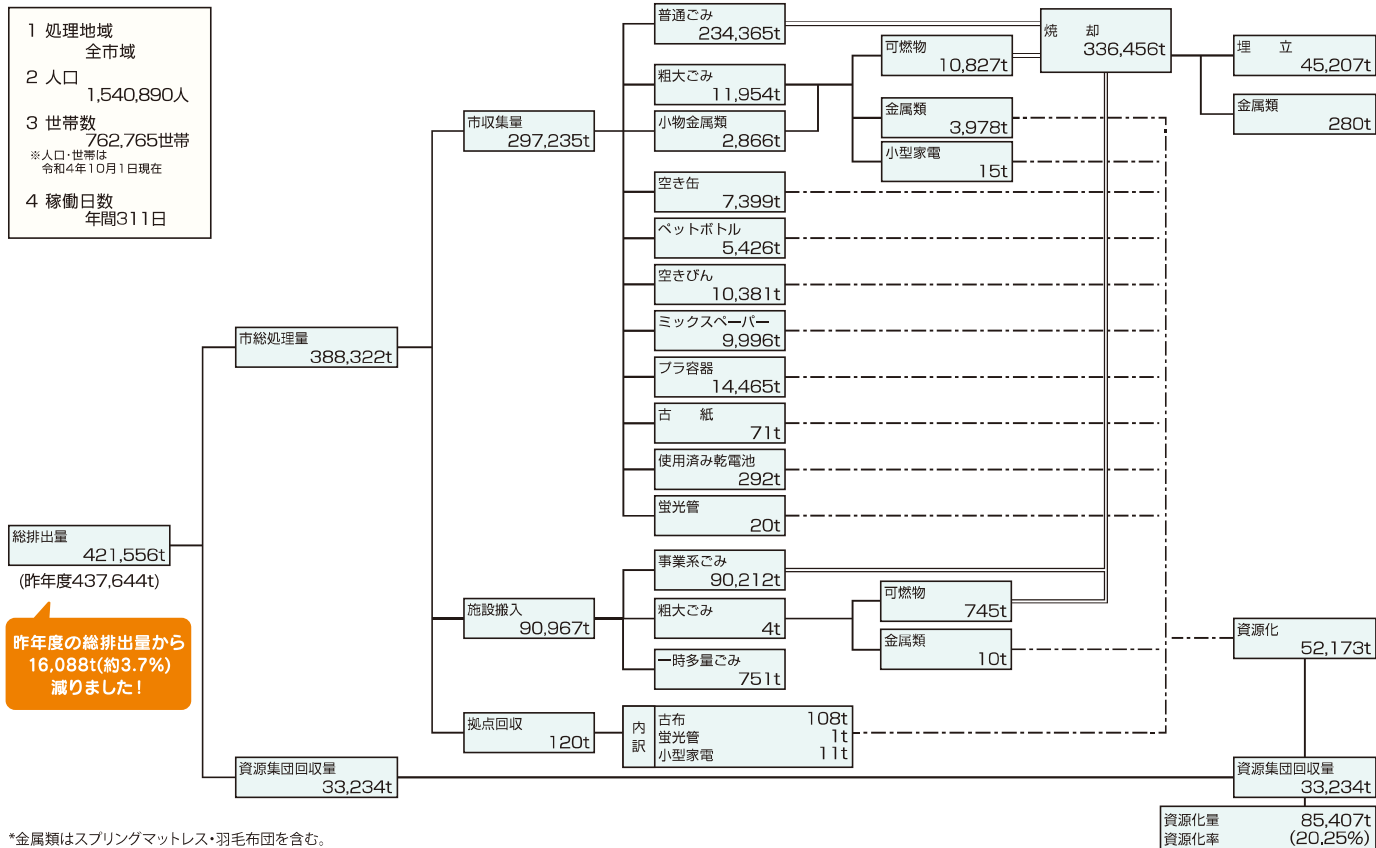 1 処理地域
全市域
2 人口
1,540,890人
3 世帯数
762,765世帯
※人口・世帯は
令和4年10月1日現在
4 稼働日数
年間311日
総排出量
421,556t
(昨年度437,644t)
昨年度の総排出量から
16,088t(約3.7%)
減りました!
市総処理量
388,322t
資源集団回収量
33,234t
市収集量
297,235t
施設搬入
90,967t
拠点回収
120t
普通ごみ
234,365t
粗大ごみ
11,954t
小物金属類
2,866t
空き缶
7,399t
ペットボトル
5,426t
空きびん
10,381t
ミックスペーパー
9,996t
プラ容器
14,465t
古 紙
71t
使用済み乾電池
292t
蛍光管
20t
事業系ごみ
90,212t
粗大ごみ
4t
一時多量ごみ
751t
内訳
古布 108t
蛍光管 1t
小型家電 11t
可燃物
10,827t
金属類
3,978t
小型家電
15t
可燃物
745t
金属類
10t
焼 却
336,456t
埋 立
45,207t
金属類
280t
資源化
52,173t
資源集団回収量
33,234t
資源化量 85,407t
資源化率 (20.25%)
*金属類はスプリングマットレス・羽毛布団を含む。